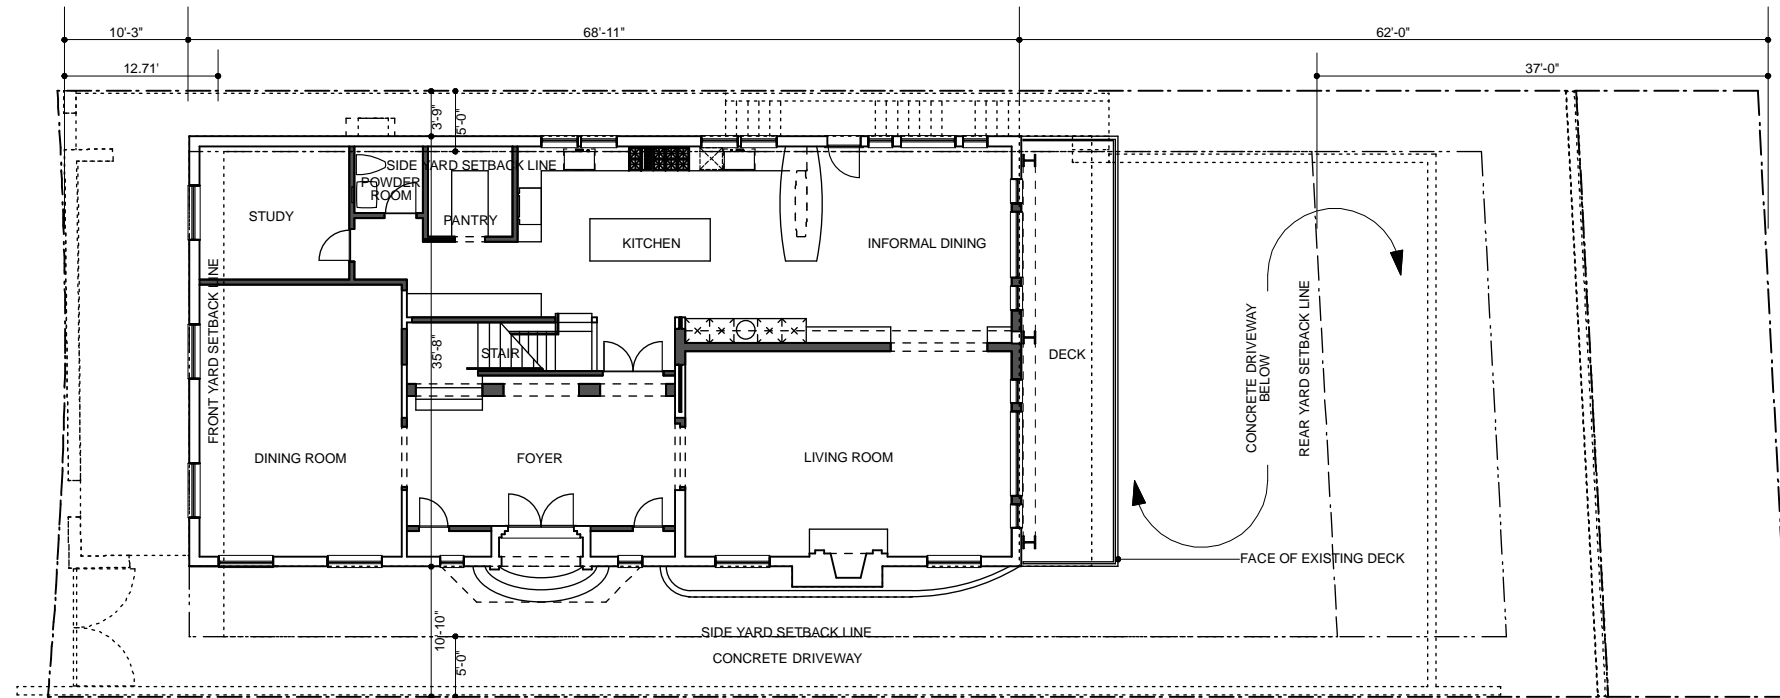 10'-3"
68'-11"
62'-0"
12.71'
37'-0"
3'-9"
5'-0"
SIDE YARD SETBACK LINE
POWDER
ROOM
STUDY
PANTRY
KITCHEN
INFORMAL DINING
FRONT YARD SETBACK LINE
35'-8"
STAIR
DECK
CONCRETE DRIVEWAY
BELOW
REAR YARD SETBACK LINE
DINING ROOM
FOYER
LIVING ROOM
FACE OF EXISTING DECK
10'-10"
5'-0"
SIDE YARD SETBACK LINE
CONCRETE DRIVEWAY